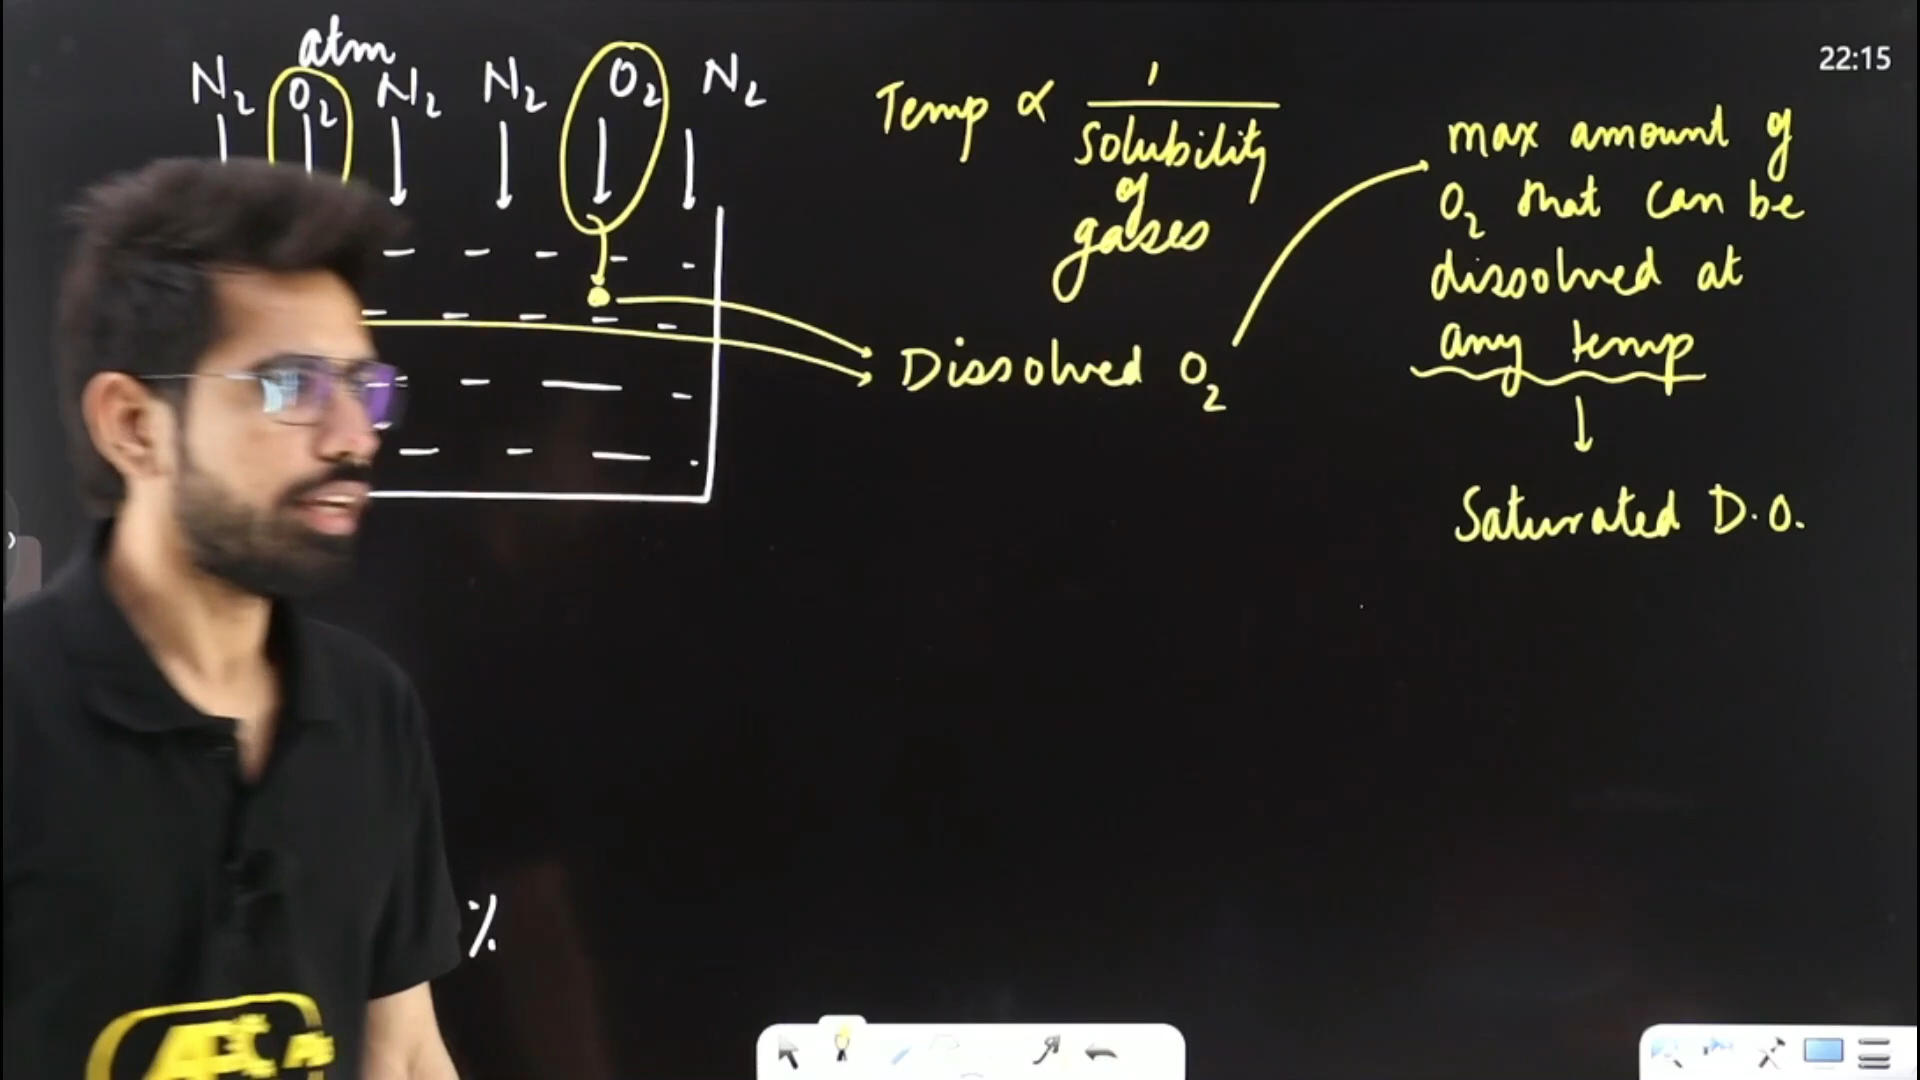 atm
N2 O2 N2 N2 O2 N2
22:15
Temp ∝ 1 / solubility of gases
max amount of
O2 that can be
dissolved at
any temp
Dissolved O2
Saturated D.O.
%